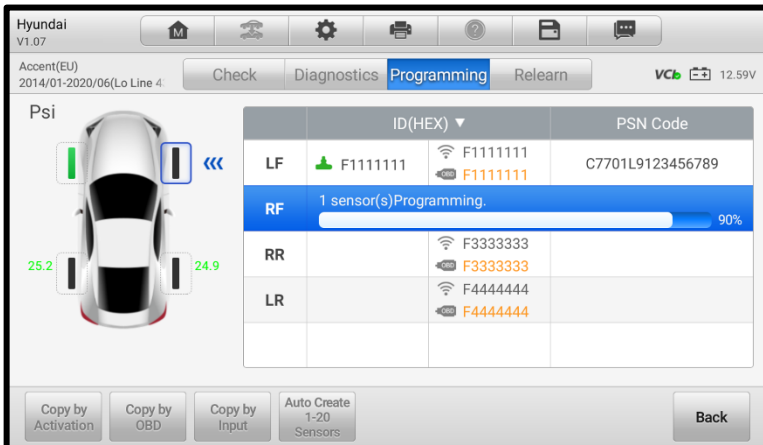 Hyundai
V1.07
M
Accent(EU)
2014/01-2020/06(Lo Line 4
Check
Diagnostics
Programming
Relearn
VCI
12.59V
Psi
25.2
24.9
ID(HEX) ▼
PSN Code
LF
F1111111
F1111111
OBD F1111111
C7701L9123456789
RF
1 sensor(s)Programming.
90%
RR
F3333333
OBD F3333333
LR
F4444444
OBD F4444444
Copy by
Activation
Copy by
OBD
Copy by
Input
Auto Create
1-20
Sensors
Back